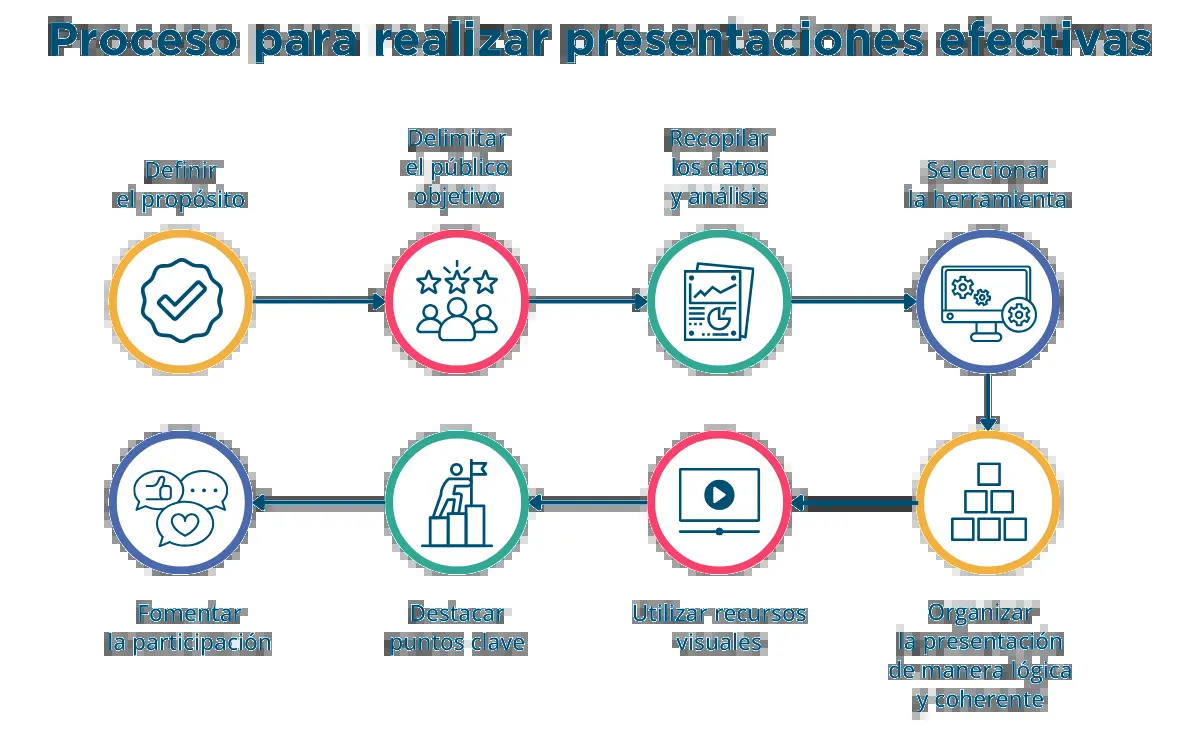 Proceso para realizar presentaciones efectivas
Definir
el propósito
Delimitar
el público
objetivo
Recopilar
los datos
y análisis
Seleccionar
la herramienta
Organizar
la presentación
de manera lógica
y coherente
Utilizar recursos
visuales
Destacar
puntos clave
Fomentar
la participación